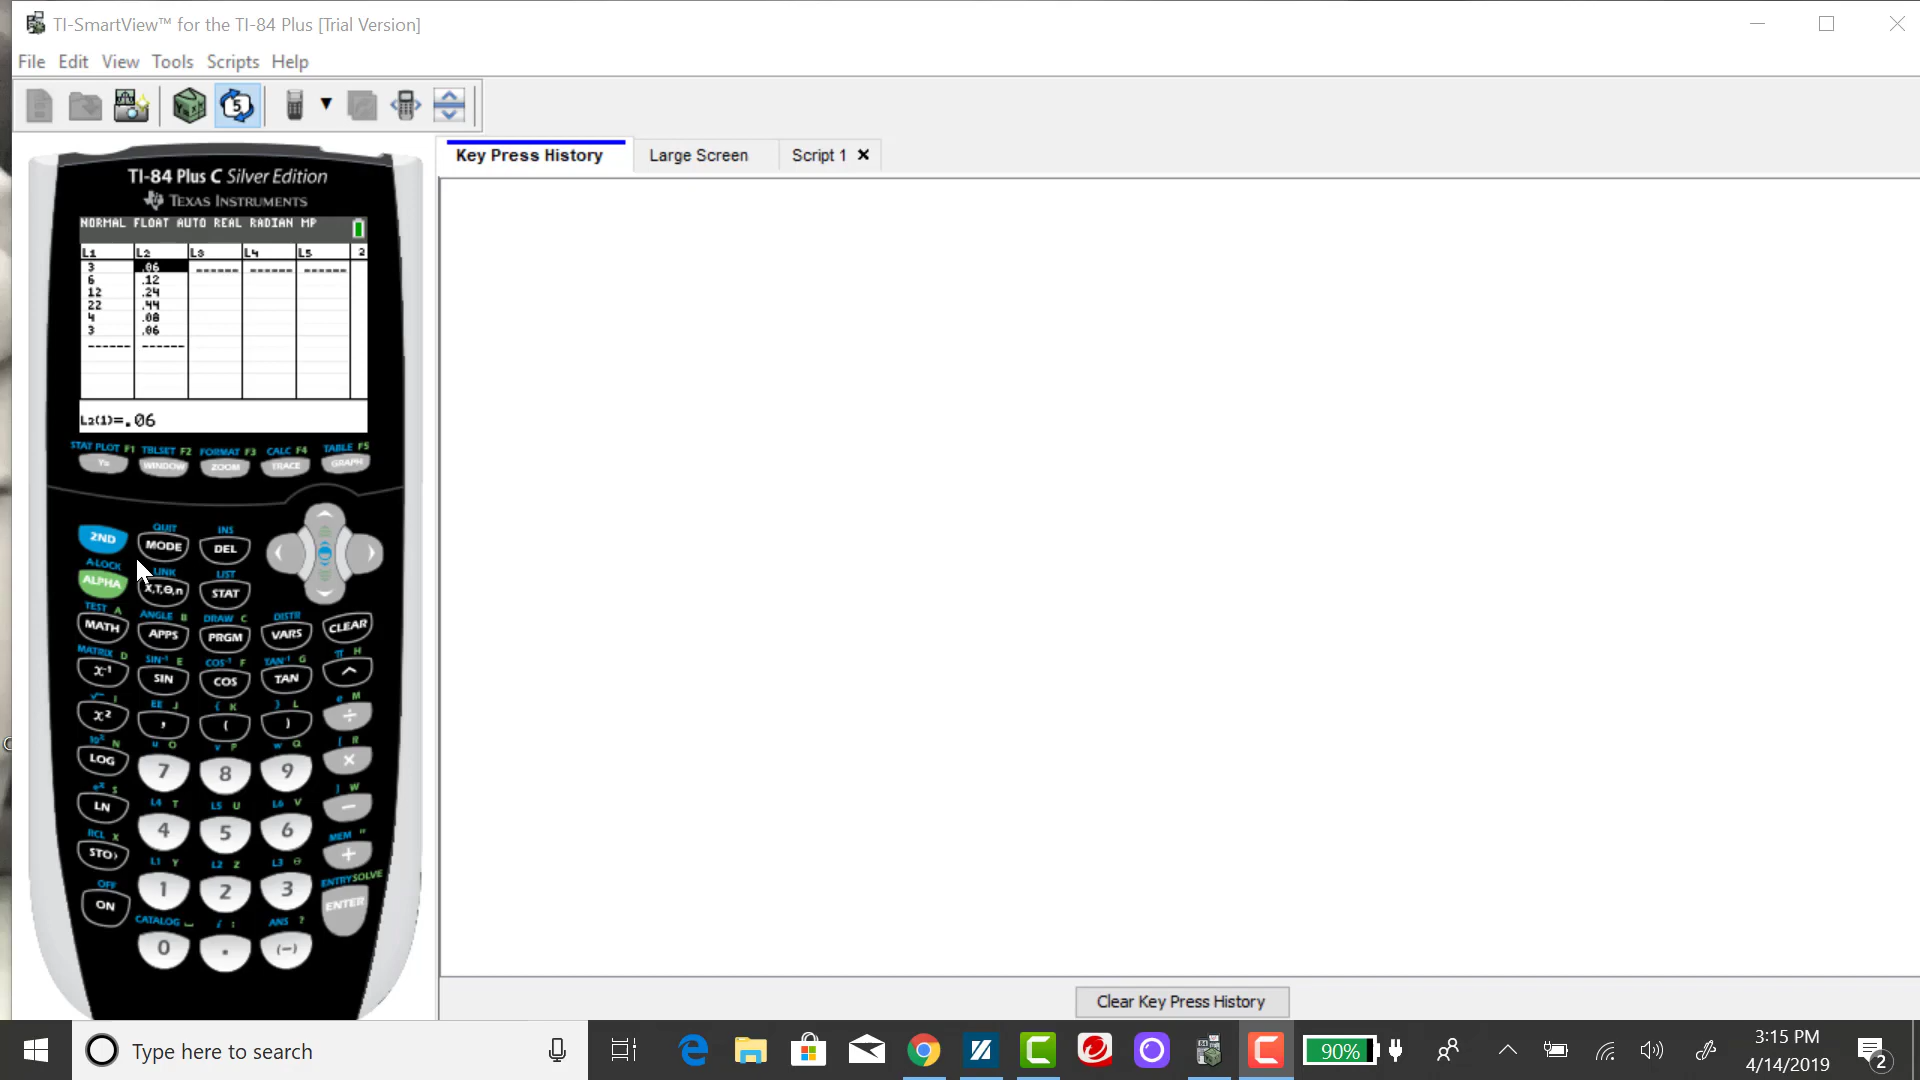 TI-SmartView™ for the TI-84 Plus [Trial Version]
File Edit View Tools Scripts Help
5
Key Press History
Large Screen
Script 1
TI-84 Plus C Silver Edition
TEXAS INSTRUMENTS
NORMAL FLOAT AUTO REAL RADIAN MP
L1 L2 L3 L4 L5 2
3 .06 ------ ------ ------
6 .12
12 .24
22 .44
4 .08
3 .06
------ ------
L2(1)=.06
STAT PLOT F1 TBLSET F2 FORMAT F3 CALC F4 TABLE F5
Y= WINDOW ZOOM TRACE GRAPH
QUIT INS
2ND MODE DEL
A-LOCK LINK LIST
ALPHA X,T,Θ,n STAT
TEST A ANGLE B DRAW C DISTR
MATH APPS PRGM VARS CLEAR
MATRIX D SIN-1 E COS-1 F TAN-1 G π H
x-1 SIN COS TAN ^
√ I EE J { K } L e M
x² , ( ) ÷
10ˣ N u O v P w Q [ R
LOG 7 8 9 ×
eˣ S L4 T L5 U L6 V ] W
LN 4 5 6 −
RCL X L1 Y L2 Z L3 θ MEM "
STO› 1 2 3 +
OFF CATALOG i : ANS ? ENTRY SOLVE
ON 0 . (−) ENTER
Clear Key Press History
Type here to search
90%
3:15 PM
4/14/2019
2